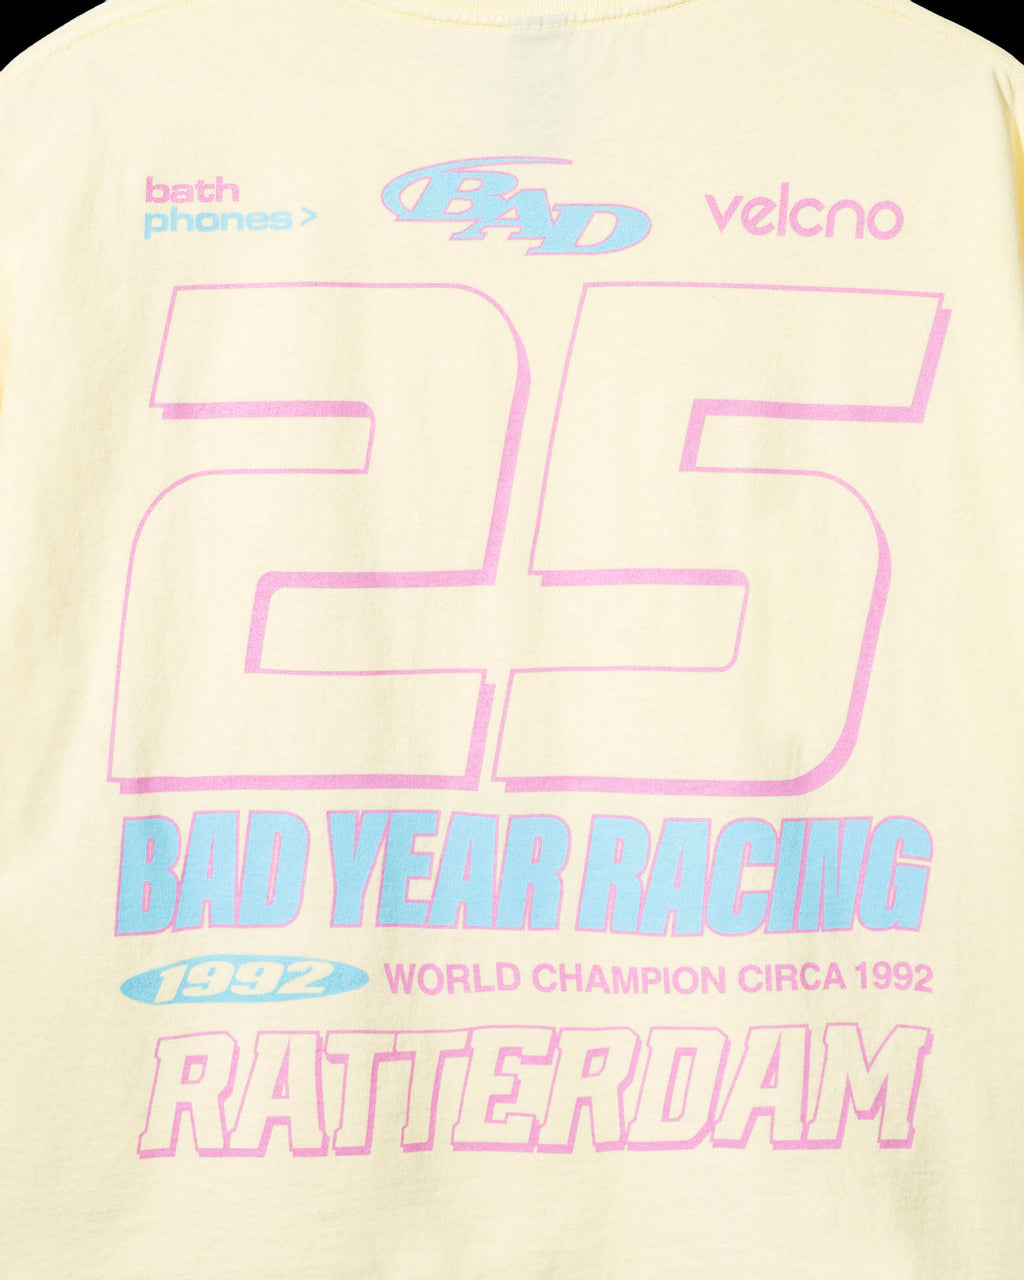 bath
phones >
BAD
velcno
25
BAD YEAR RACING
1992
WORLD CHAMPION CIRCA 1992
RATTERDAM